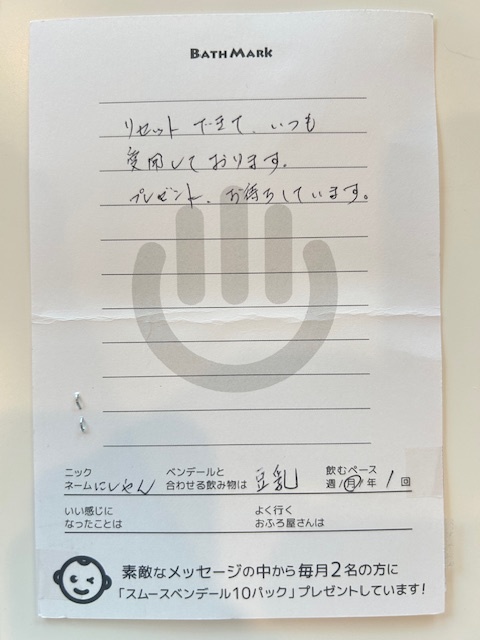 BATH MARK
リセットできて、いつも
愛用しております。
プレゼント、お待ちしています。
ニックネーム にしやん ベンデールと合わせる飲み物は 豆乳 飲むペース 週/月/年 1回
いい感じになったことは よく行くおふろ屋さんは
素敵なメッセージの中から毎月2名の方に
「スムースベンデール10パック」プレゼントしています!